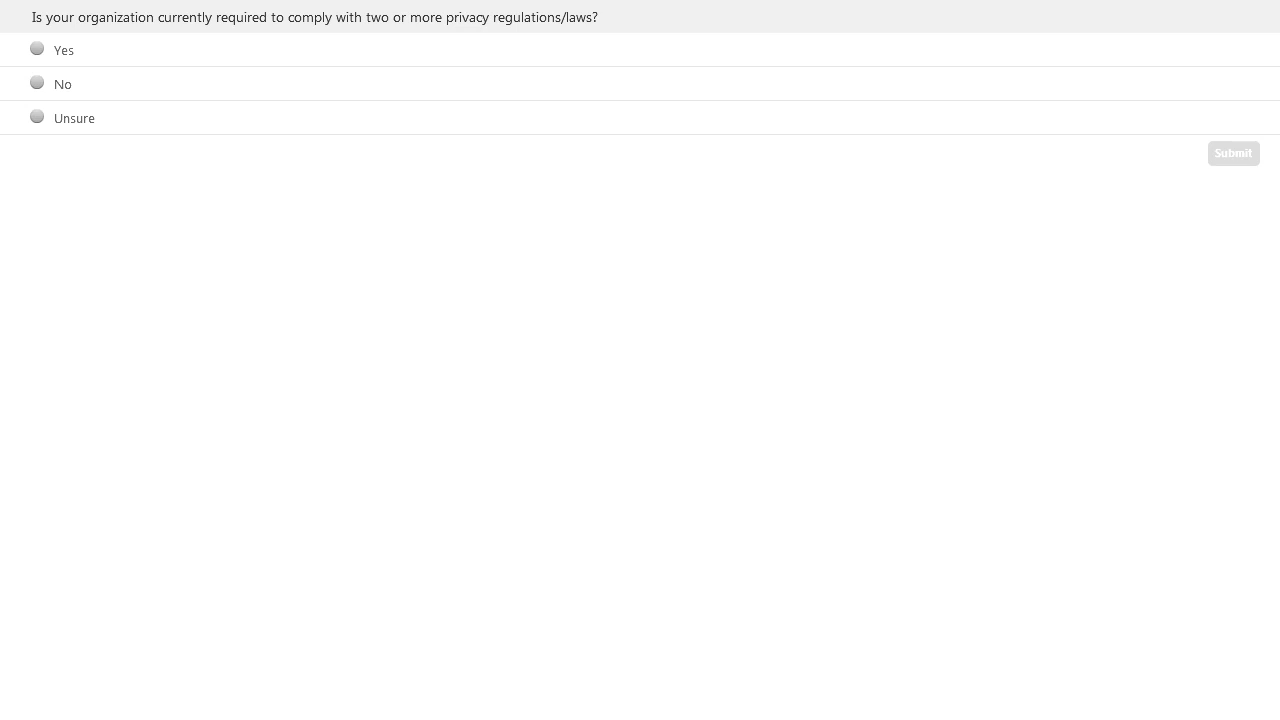 Is your organization currently required to comply with two or more privacy regulations/laws?
Yes
No
Unsure
Submit